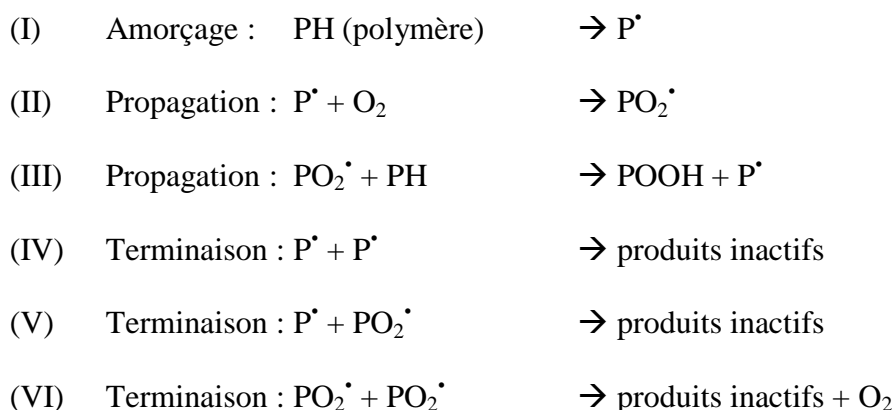 (I) Amorçage : PH (polymère) → P•
(II) Propagation : P• + O₂ → PO₂•
(III) Propagation : PO₂• + PH → POOH + P•
(IV) Terminaison : P• + P• → produits inactifs
(V) Terminaison : P• + PO₂• → produits inactifs
(VI) Terminaison : PO₂• + PO₂• → produits inactifs + O₂